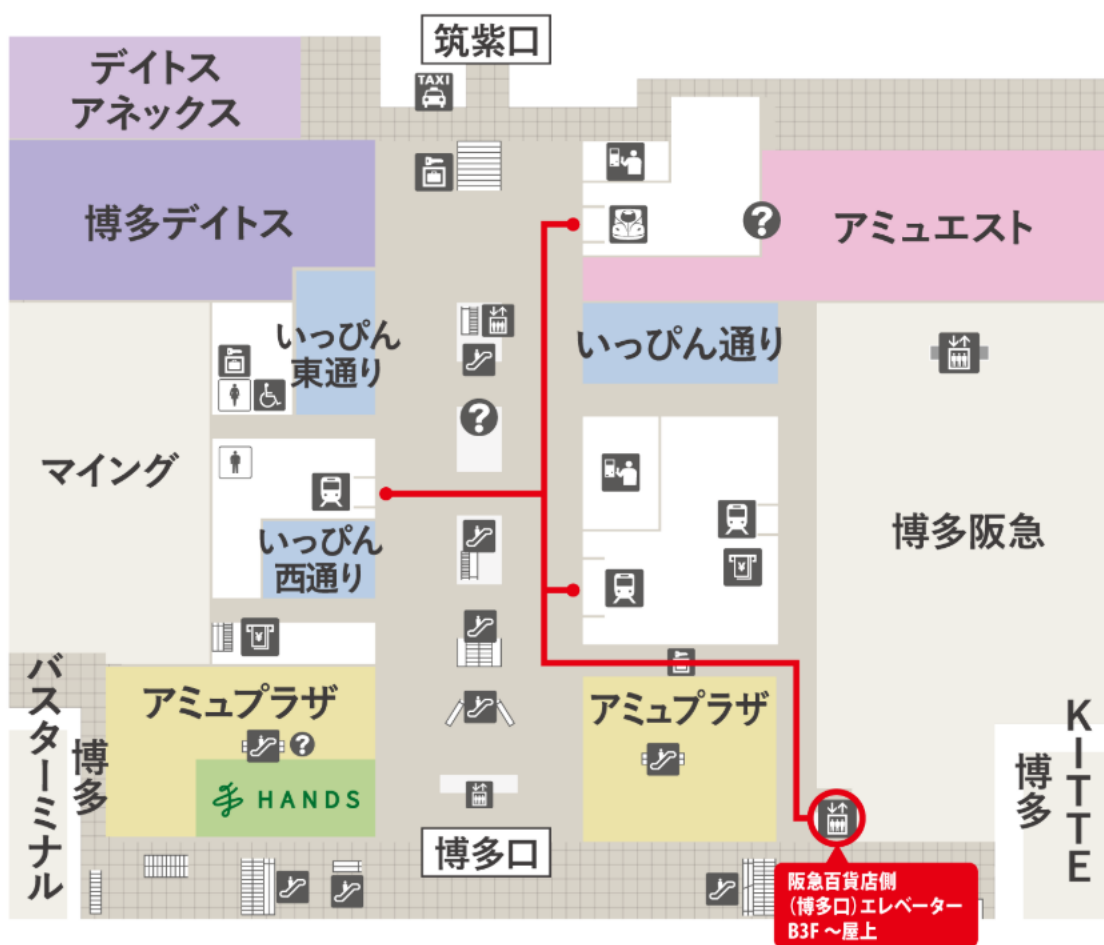 筑紫口
TAXI
デイトス
アネックス
博多デイトス
?
アミュエスト
いっぴん
東通り
いっぴん通り
?
マイング
いっぴん
西通り
¥
¥
博多阪急
バスターミナル
博多
アミュプラザ
?
HANDS
アミュプラザ
KITTE
博多
博多口
阪急百貨店側
(博多口)エレベーター
B3F ～屋上